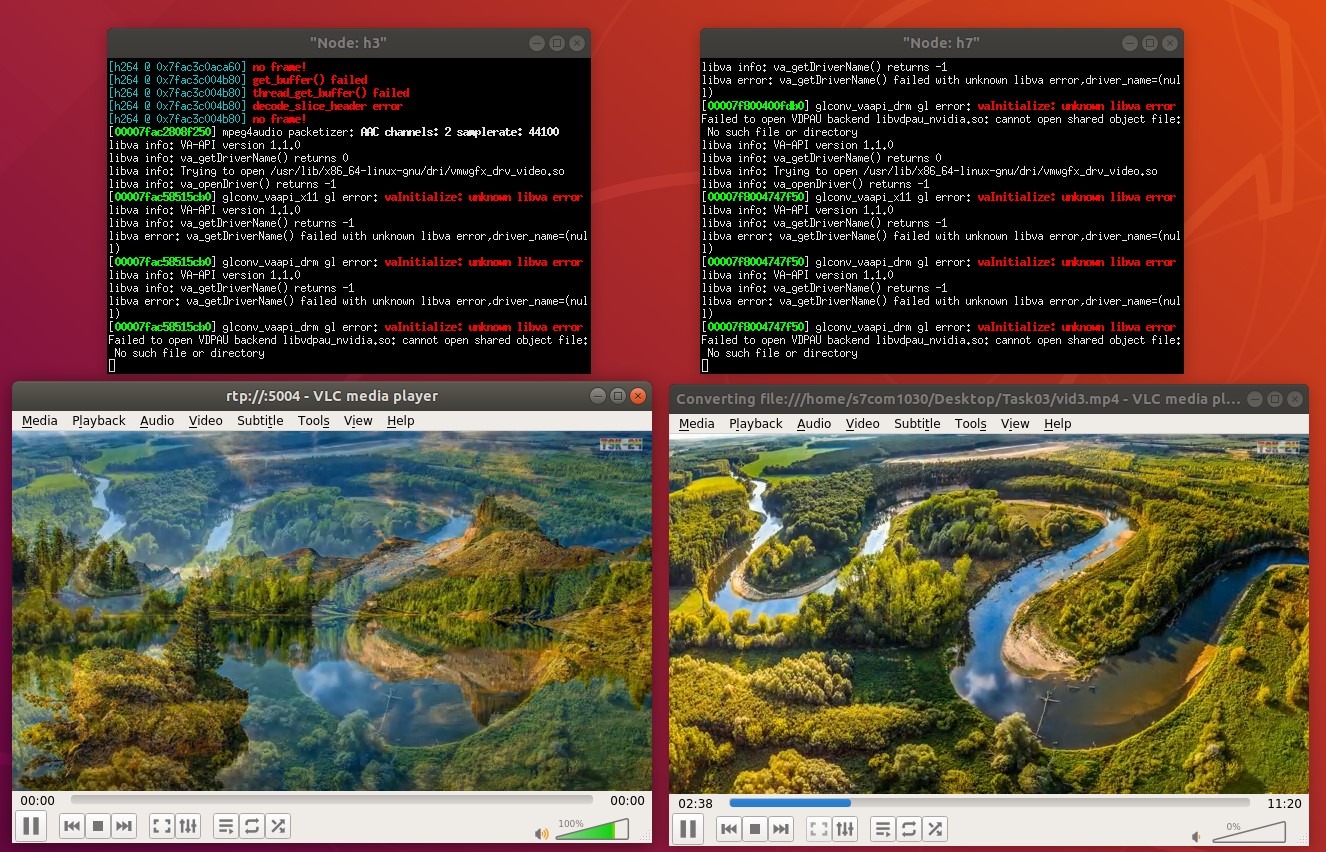 "Node: h3"
[h264 @ 0x7fac3c0aca60] no frame!
[h264 @ 0x7fac3c004b80] get_buffer() failed
[h264 @ 0x7fac3c004b80] thread_get_buffer() failed
[h264 @ 0x7fac3c004b80] decode_slice_header error
[h264 @ 0x7fac3c004b80] no frame!
[00007fac2808f250] mpeg4audio packetizer: AAC channels: 2 samplerate: 44100
libva info: VA-API version 1.1.0
libva info: va_getDriverName() returns 0
libva info: Trying to open /usr/lib/x86_64-linux-gnu/dri/vmwgfx_drv_video.so
libva info: va_openDriver() returns -1
[00007fac58515cb0] glconv_vaapi_x11 gl error: vaInitialize: unknown libva error
libva info: VA-API version 1.1.0
libva info: va_getDriverName() returns -1
libva error: va_getDriverName() failed with unknown libva error,driver_name=(nul
l)
[00007fac58515cb0] glconv_vaapi_drm gl error: vaInitialize: unknown libva error
libva info: VA-API version 1.1.0
libva info: va_getDriverName() returns -1
libva error: va_getDriverName() failed with unknown libva error,driver_name=(nul
l)
[00007fac58515cb0] glconv_vaapi_drm gl error: vaInitialize: unknown libva error
Failed to open VDPAU backend libvdpau_nvidia.so: cannot open shared object file:
No such file or directory
"Node: h7"
libva info: va_getDriverName() returns -1
libva error: va_getDriverName() failed with unknown libva error,driver_name=(nul
l)
[00007f800400fdb0] glconv_vaapi_drm gl error: vaInitialize: unknown libva error
Failed to open VDPAU backend libvdpau_nvidia.so: cannot open shared object file:
No such file or directory
libva info: VA-API version 1.1.0
libva info: va_getDriverName() returns 0
libva info: Trying to open /usr/lib/x86_64-linux-gnu/dri/vmwgfx_drv_video.so
libva info: va_openDriver() returns -1
[00007f8004747f50] glconv_vaapi_x11 gl error: vaInitialize: unknown libva error
libva info: VA-API version 1.1.0
libva info: va_getDriverName() returns -1
libva error: va_getDriverName() failed with unknown libva error,driver_name=(nul
l)
[00007f8004747f50] glconv_vaapi_drm gl error: vaInitialize: unknown libva error
libva info: VA-API version 1.1.0
libva info: va_getDriverName() returns -1
libva error: va_getDriverName() failed with unknown libva error,driver_name=(nul
l)
[00007f8004747f50] glconv_vaapi_drm gl error: vaInitialize: unknown libva error
Failed to open VDPAU backend libvdpau_nvidia.so: cannot open shared object file:
No such file or directory
rtp://:5004 - VLC media player
Media Playback Audio Video Subtitle Tools View Help
TSK-24
00:00 00:00
100%
Converting file:///home/s7com1030/Desktop/Task03/vid3.mp4 - VLC media pl...
Media Playback Audio Video Subtitle Tools View Help
TSK-24
02:38 11:20
0%